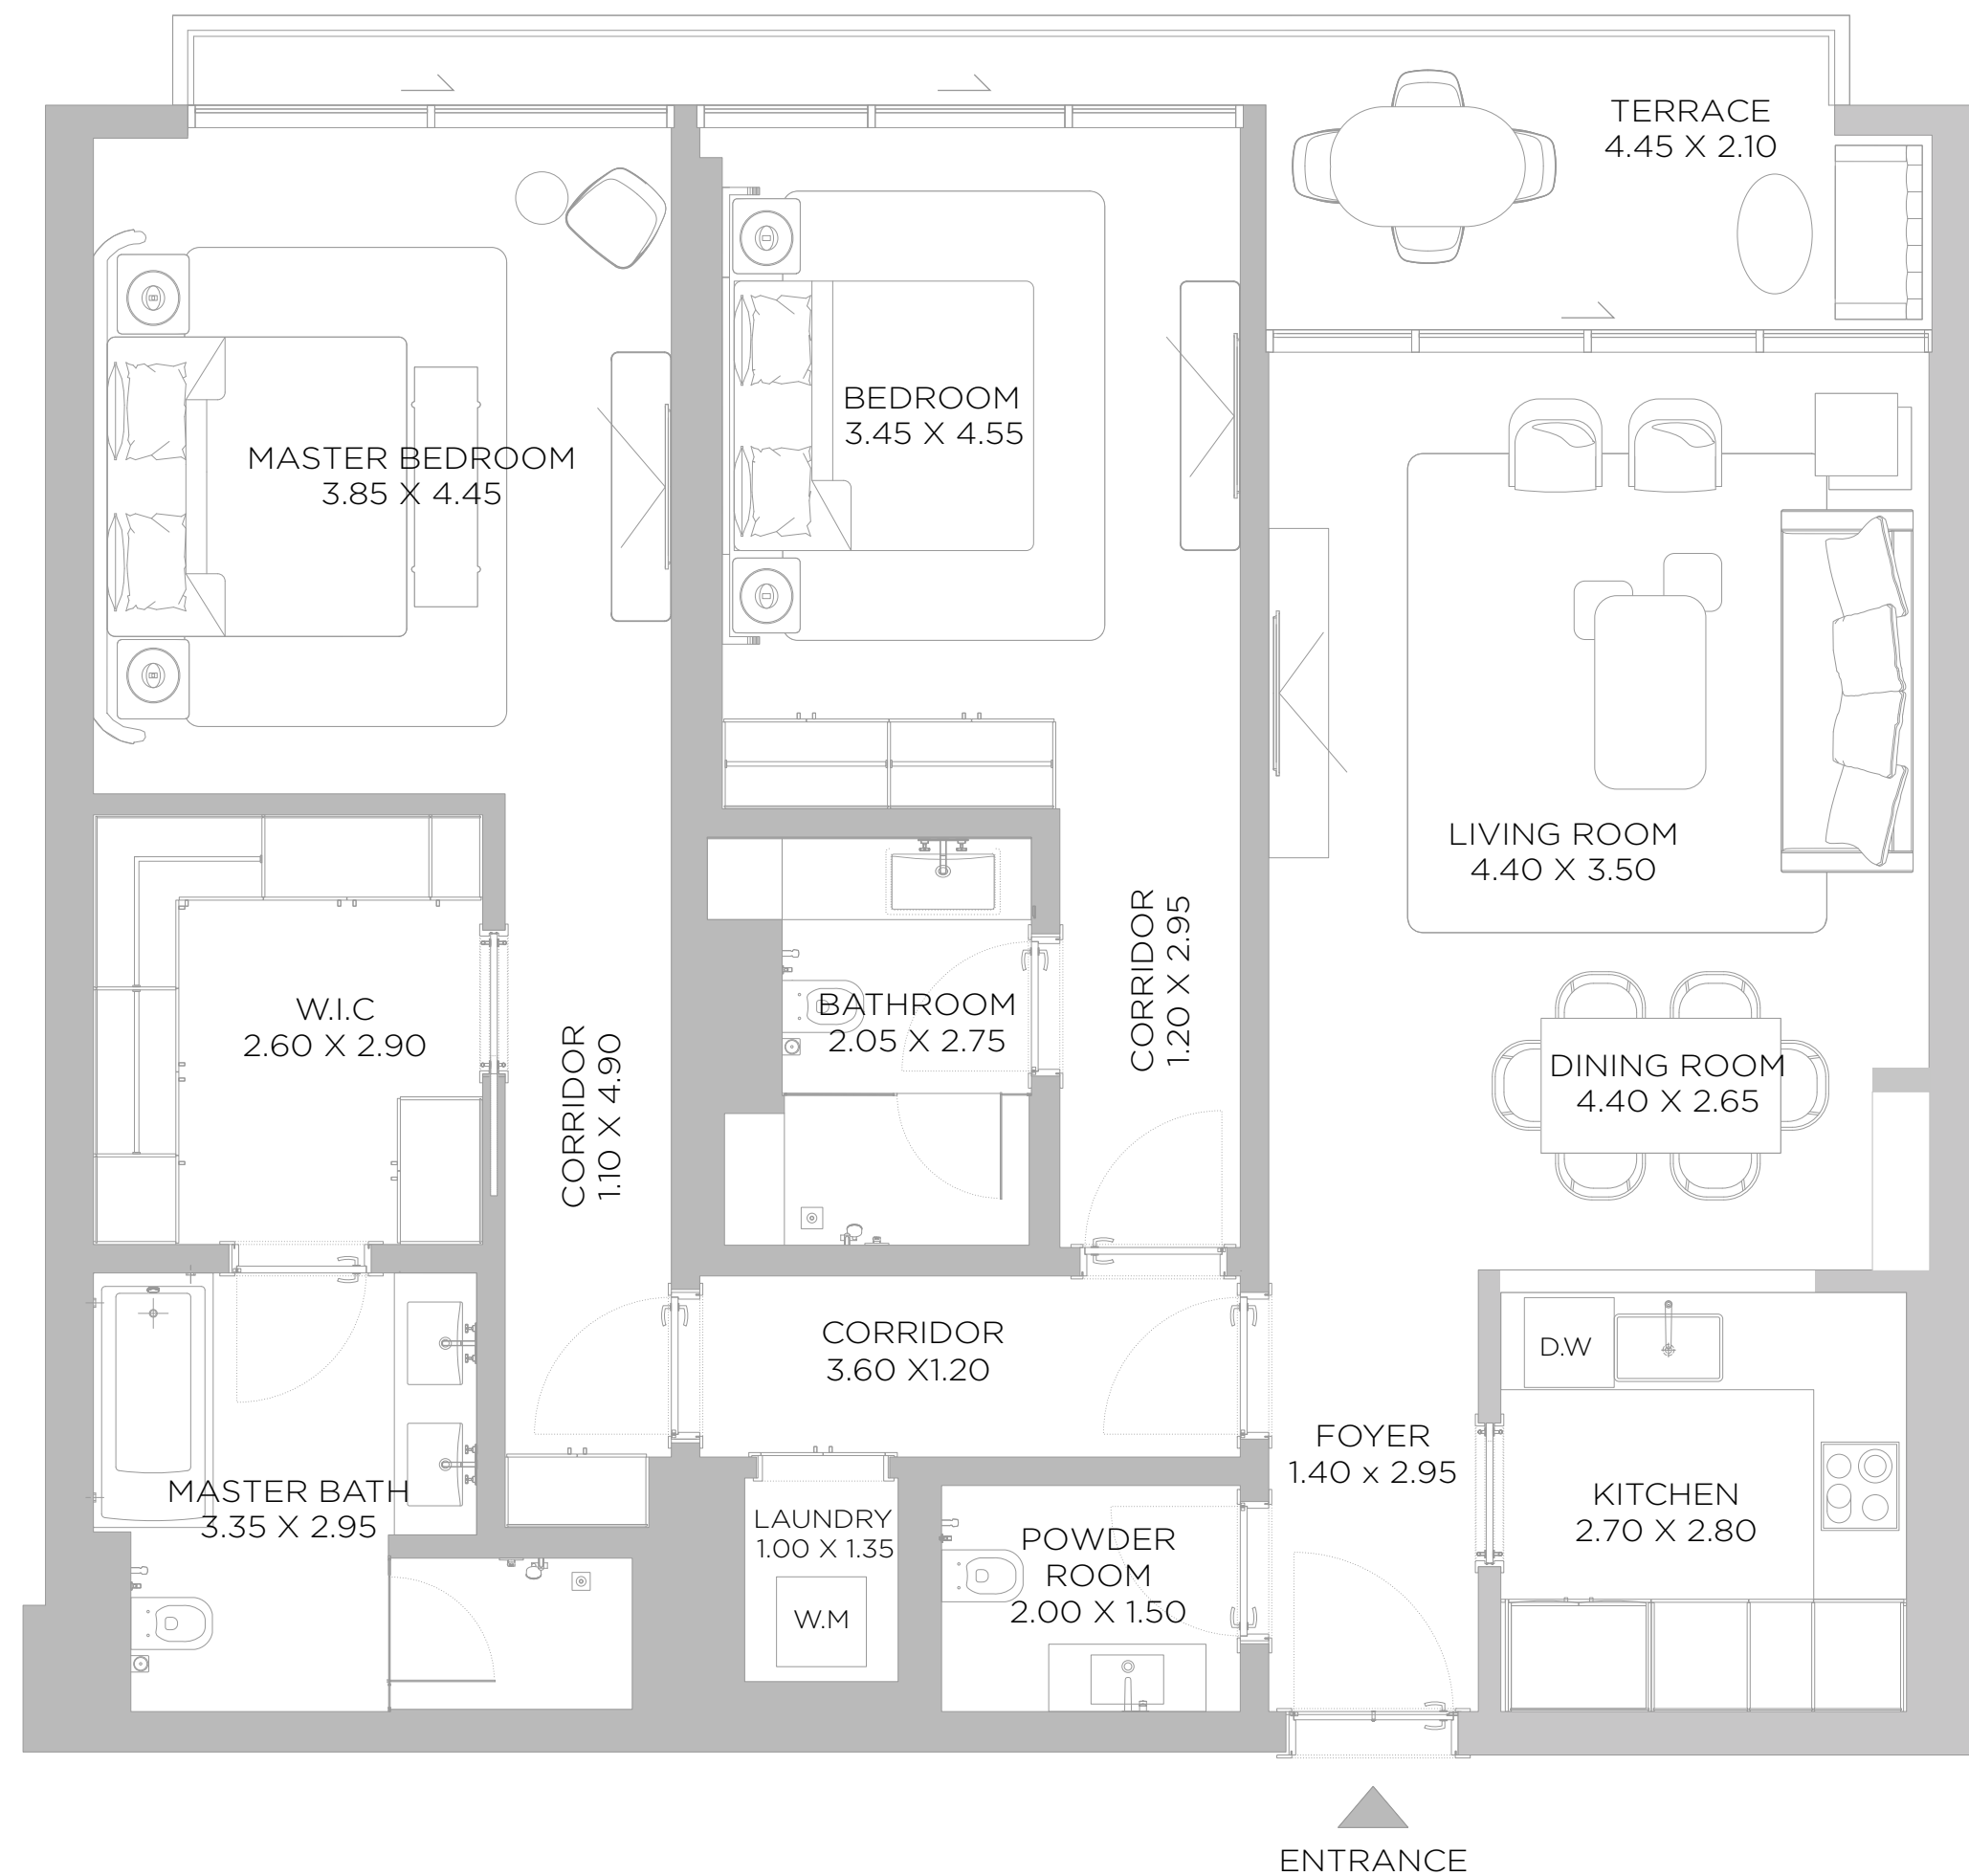 TERRACE
4.45 X 2.10
BEDROOM
3.45 X 4.55
MASTER BEDROOM
3.85 X 4.45
LIVING ROOM
4.40 X 3.50
W.I.C
2.60 X 2.90
CORRIDOR
1.10 X 4.90
BATHROOM
2.05 X 2.75
CORRIDOR
1.20 X 2.95
DINING ROOM
4.40 X 2.65
CORRIDOR
3.60 X1.20
D.W
FOYER
1.40 x 2.95
KITCHEN
2.70 X 2.80
MASTER BATH
3.35 X 2.95
LAUNDRY
1.00 X 1.35
W.M
POWDER
ROOM
2.00 X 1.50
ENTRANCE